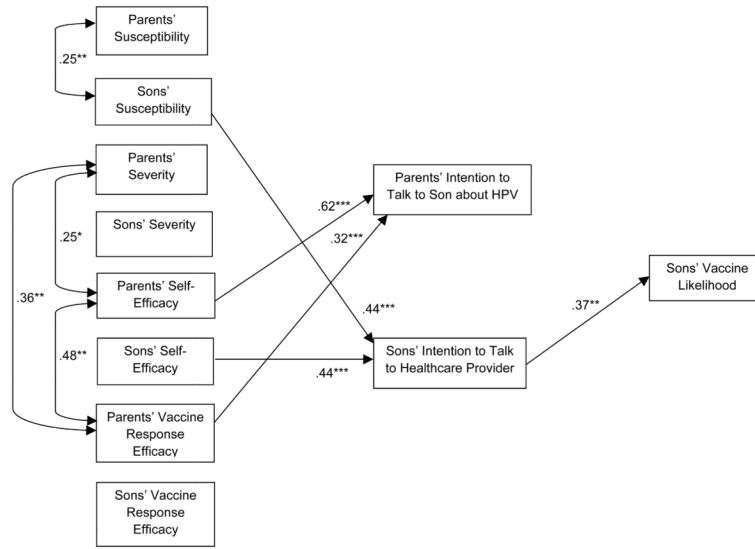 Parents'
Susceptibility
.25**
Sons'
Susceptibility
Parents'
Severity
Parents' Intention to
Talk to Son about HPV
.62***
.32***
Sons' Severity
.25*
Sons' Vaccine
Likelihood
Parents' Self-
Efficacy
.36**
.44***
.37**
Sons' Self-
Efficacy
.48**
Sons' Intention to Talk
to Healthcare Provider
.44***
Parents' Vaccine
Response
Efficacy
Sons' Vaccine
Response
Efficacy